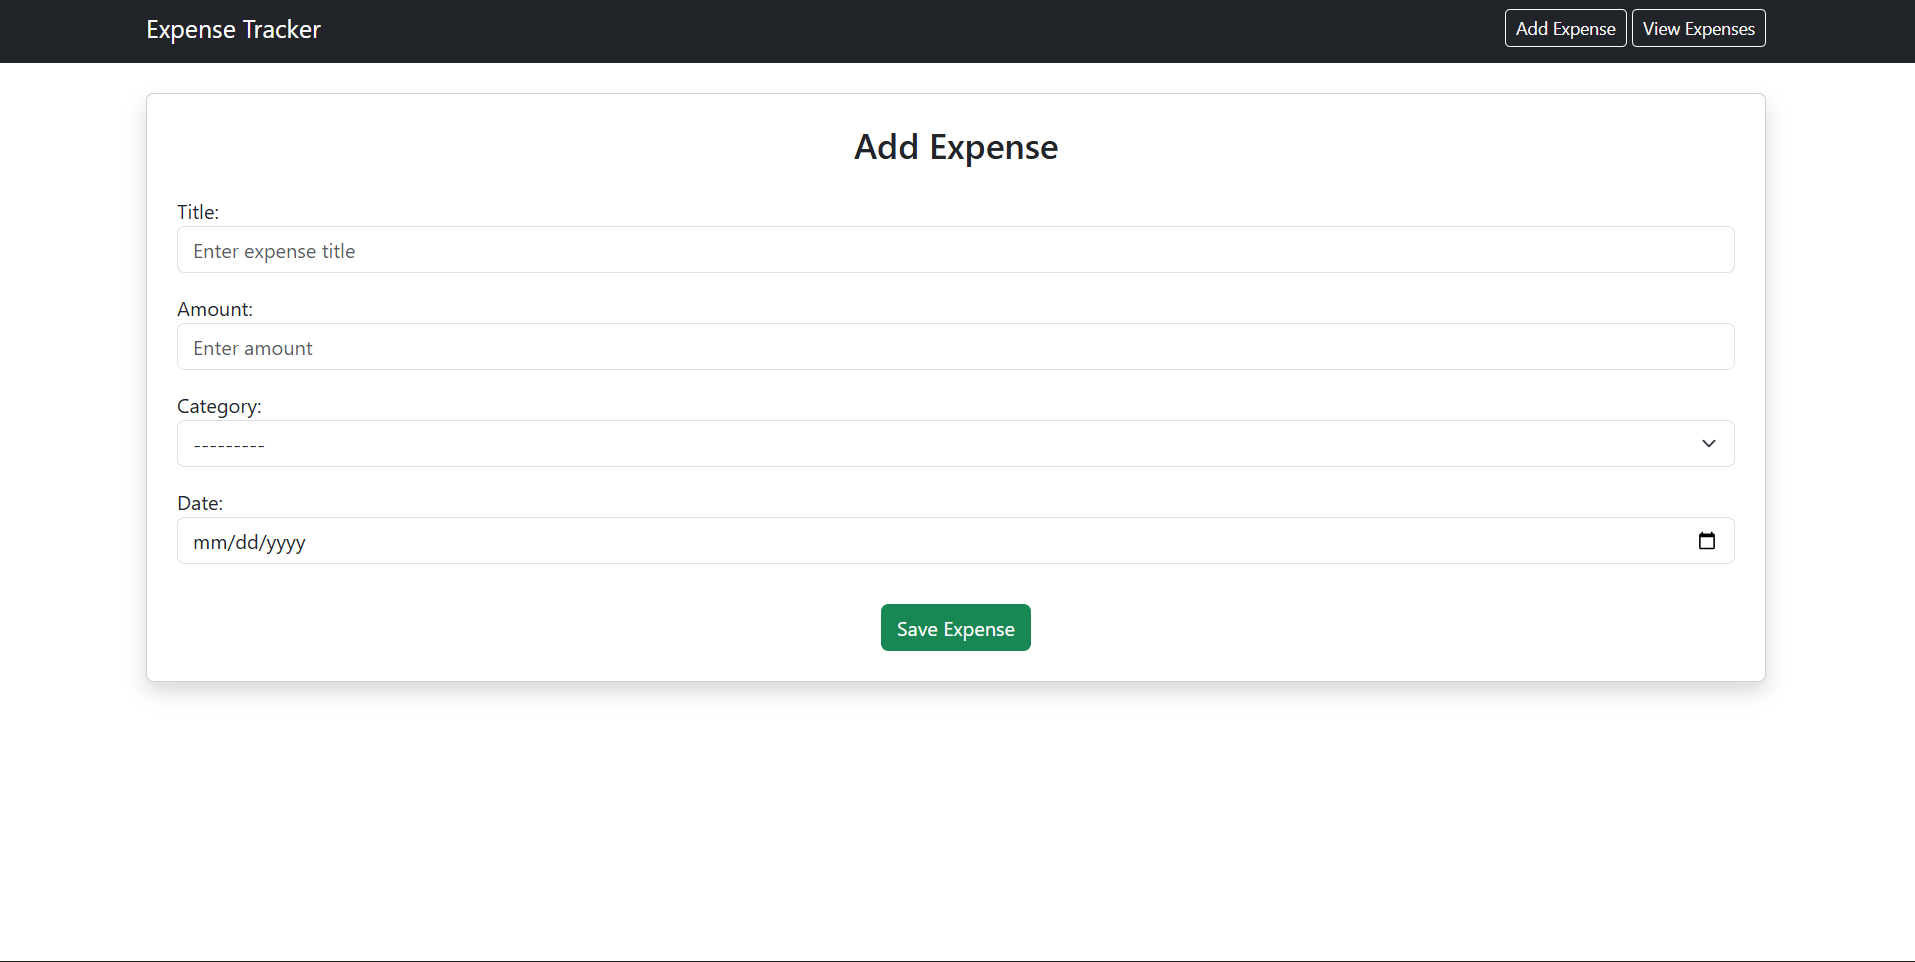 Expense Tracker
Add Expense
View Expenses
Add Expense
Title:
Enter expense title
Amount:
Enter amount
Category:
---------
Date:
mm/dd/yyyy
Save Expense